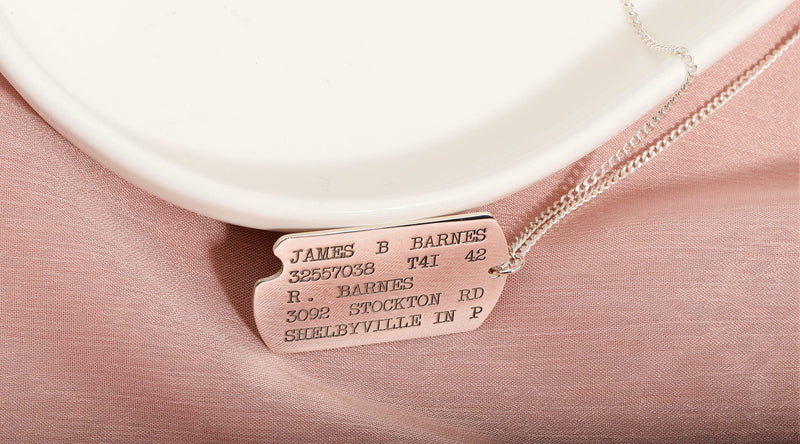 JAMES B BARNES
32557038 T41 42
R. BARNES
3092 STOCKTON RD
SHELBYVILLE IN P